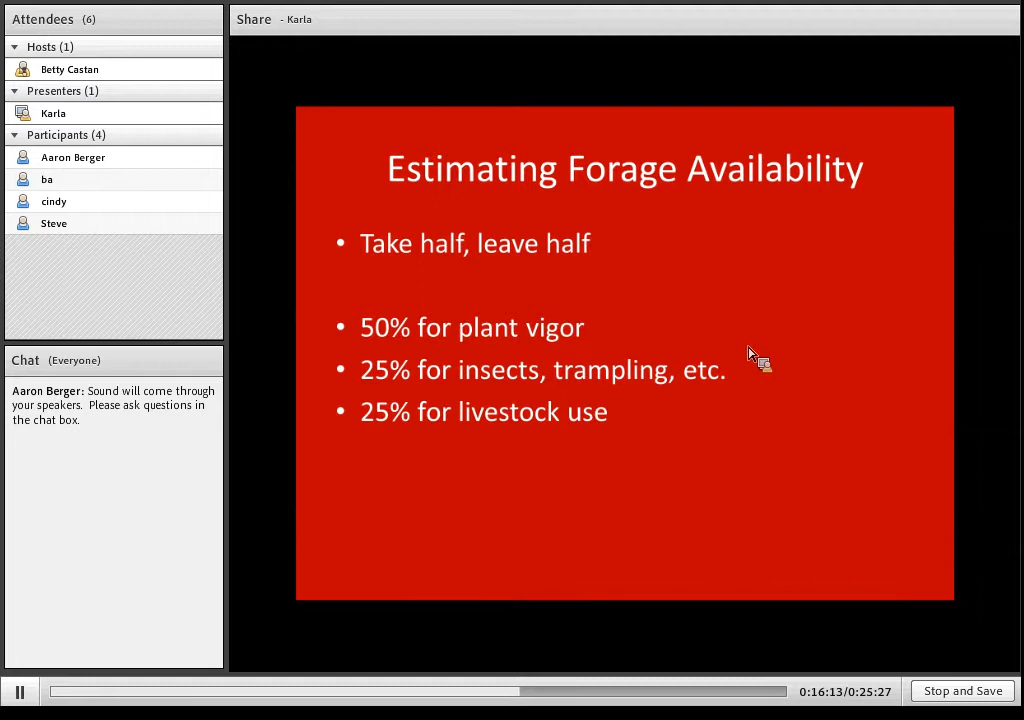 Attendees (6)
Hosts (1)
Betty Castan
Presenters (1)
Karla
Participants (4)
Aaron Berger
ba
cindy
Steve
Chat (Everyone)
Aaron Berger: Sound will come through
your speakers. Please ask questions in
the chat box.
Share - Karla
Estimating Forage Availability
• Take half, leave half
• 50% for plant vigor
• 25% for insects, trampling, etc.
• 25% for livestock use
0:16:13/0:25:27
Stop and Save